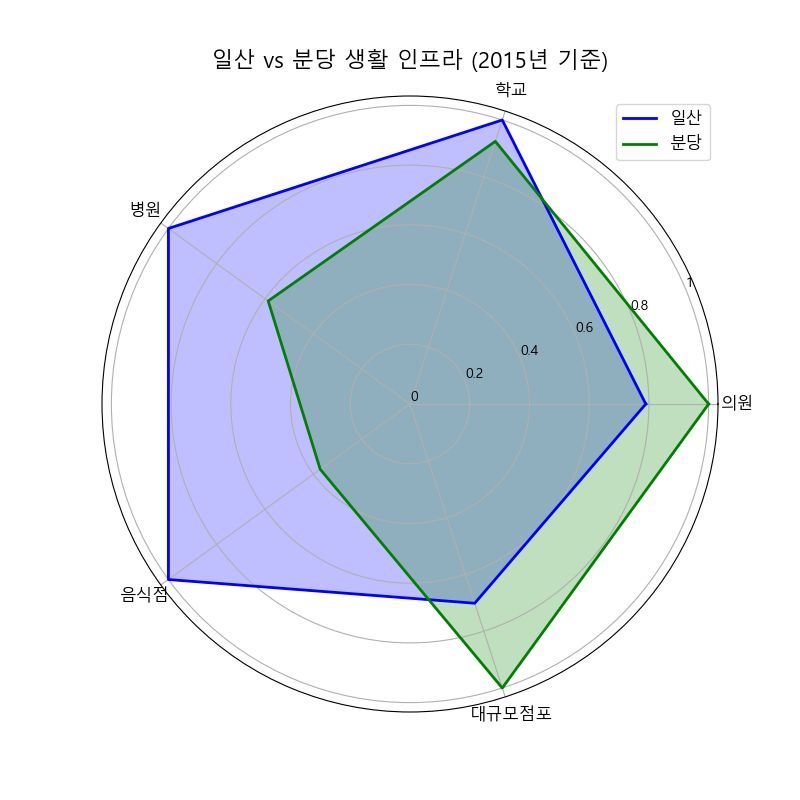 일산 vs 분당 생활 인프라 (2015년 기준)
학교
일산
분당
병원
1
0.8
0.6
0.4
0.2
0
의원
음식점
대규모점포